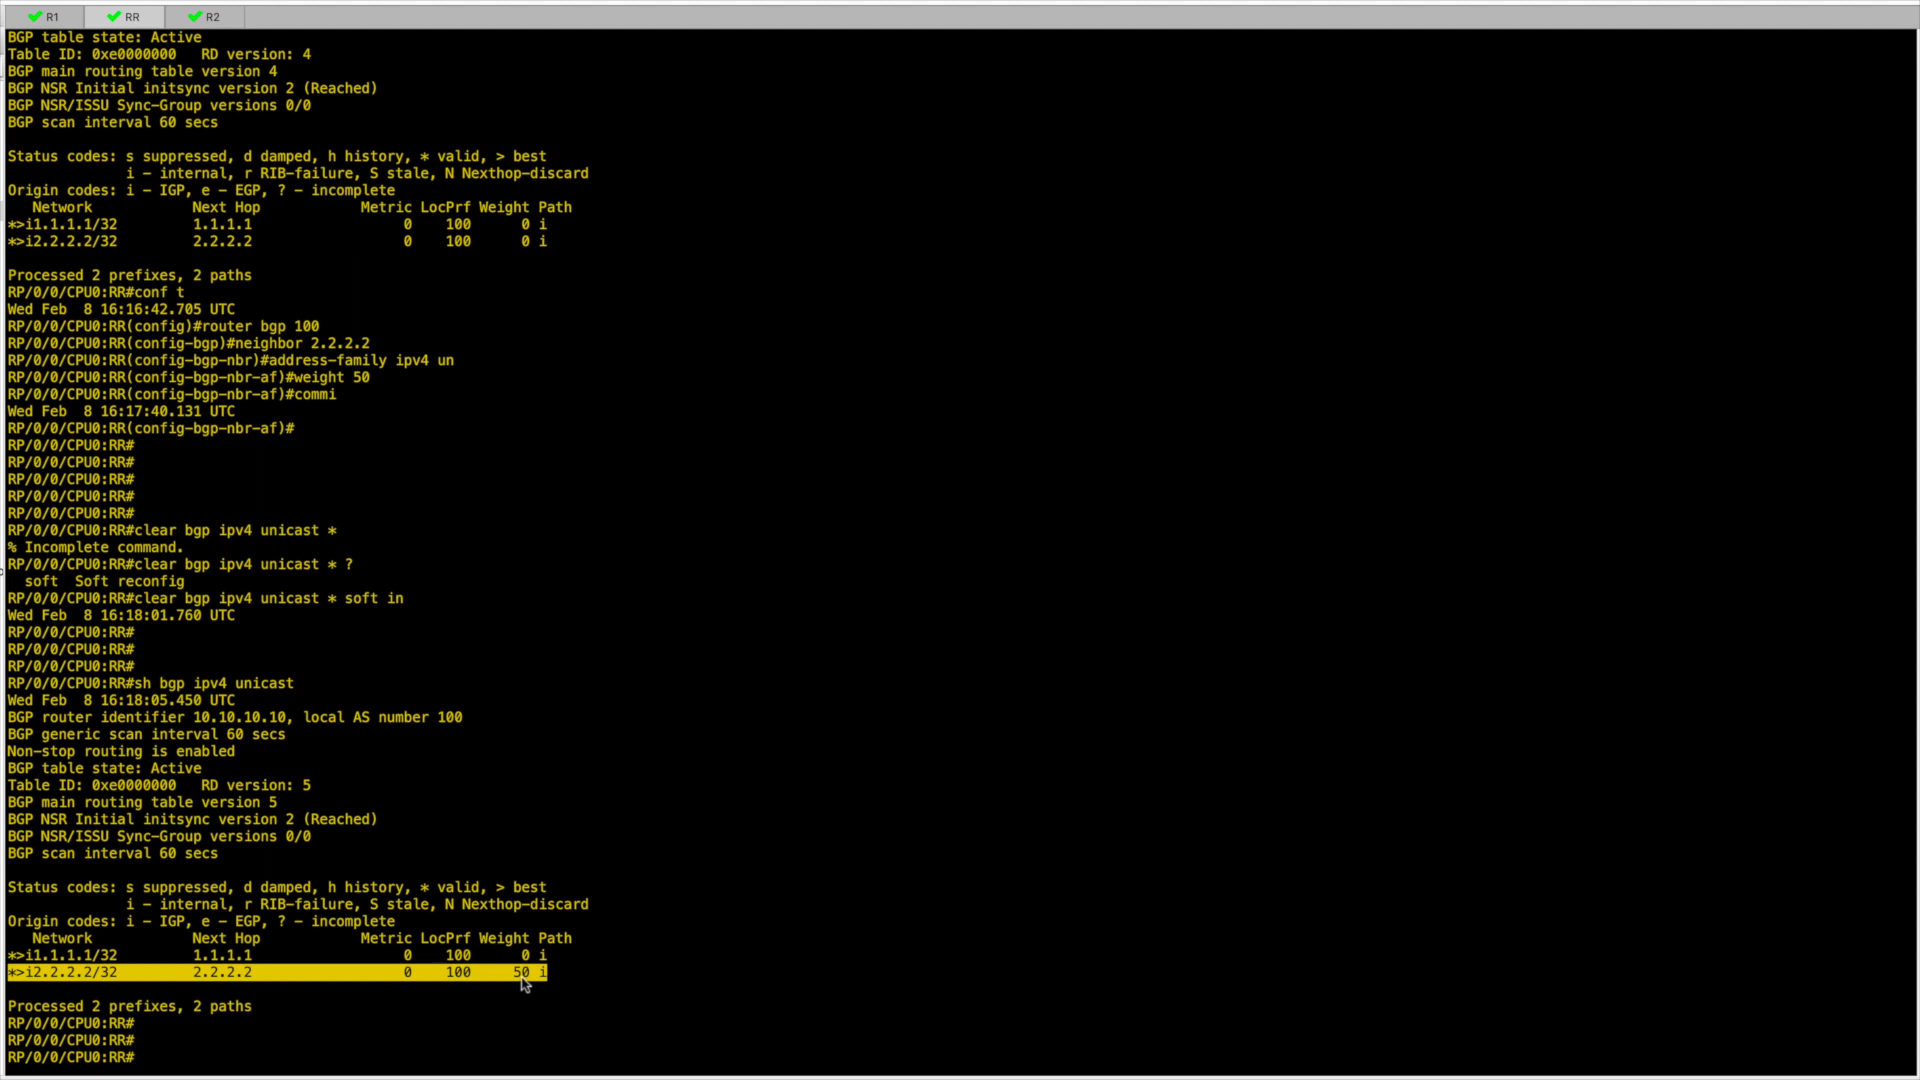 R1 RR R2
BGP table state: Active
Table ID: 0xe0000000   RD version: 4
BGP main routing table version 4
BGP NSR Initial initsync version 2 (Reached)
BGP NSR/ISSU Sync-Group versions 0/0
BGP scan interval 60 secs

Status codes: s suppressed, d damped, h history, * valid, > best
              i - internal, r RIB-failure, S stale, N Nexthop-discard
Origin codes: i - IGP, e - EGP, ? - incomplete
   Network            Next Hop            Metric LocPrf Weight Path
*>i1.1.1.1/32         1.1.1.1                  0    100      0 i
*>i2.2.2.2/32         2.2.2.2                  0    100      0 i

Processed 2 prefixes, 2 paths
RP/0/0/CPU0:RR#conf t
Wed Feb  8 16:16:42.705 UTC
RP/0/0/CPU0:RR(config)#router bgp 100
RP/0/0/CPU0:RR(config-bgp)#neighbor 2.2.2.2
RP/0/0/CPU0:RR(config-bgp-nbr)#address-family ipv4 un
RP/0/0/CPU0:RR(config-bgp-nbr-af)#weight 50
RP/0/0/CPU0:RR(config-bgp-nbr-af)#commi
Wed Feb  8 16:17:40.131 UTC
RP/0/0/CPU0:RR(config-bgp-nbr-af)#
RP/0/0/CPU0:RR#
RP/0/0/CPU0:RR#
RP/0/0/CPU0:RR#
RP/0/0/CPU0:RR#
RP/0/0/CPU0:RR#
RP/0/0/CPU0:RR#clear bgp ipv4 unicast *
% Incomplete command.
RP/0/0/CPU0:RR#clear bgp ipv4 unicast * ?
  soft  Soft reconfig
RP/0/0/CPU0:RR#clear bgp ipv4 unicast * soft in
Wed Feb  8 16:18:01.760 UTC
RP/0/0/CPU0:RR#
RP/0/0/CPU0:RR#
RP/0/0/CPU0:RR#
RP/0/0/CPU0:RR#sh bgp ipv4 unicast
Wed Feb  8 16:18:05.450 UTC
BGP router identifier 10.10.10.10, local AS number 100
BGP generic scan interval 60 secs
Non-stop routing is enabled
BGP table state: Active
Table ID: 0xe0000000   RD version: 5
BGP main routing table version 5
BGP NSR Initial initsync version 2 (Reached)
BGP NSR/ISSU Sync-Group versions 0/0
BGP scan interval 60 secs

Status codes: s suppressed, d damped, h history, * valid, > best
              i - internal, r RIB-failure, S stale, N Nexthop-discard
Origin codes: i - IGP, e - EGP, ? - incomplete
   Network            Next Hop            Metric LocPrf Weight Path
*>i1.1.1.1/32         1.1.1.1                  0    100      0 i
*>i2.2.2.2/32         2.2.2.2                  0    100     50 i

Processed 2 prefixes, 2 paths
RP/0/0/CPU0:RR#
RP/0/0/CPU0:RR#
RP/0/0/CPU0:RR#